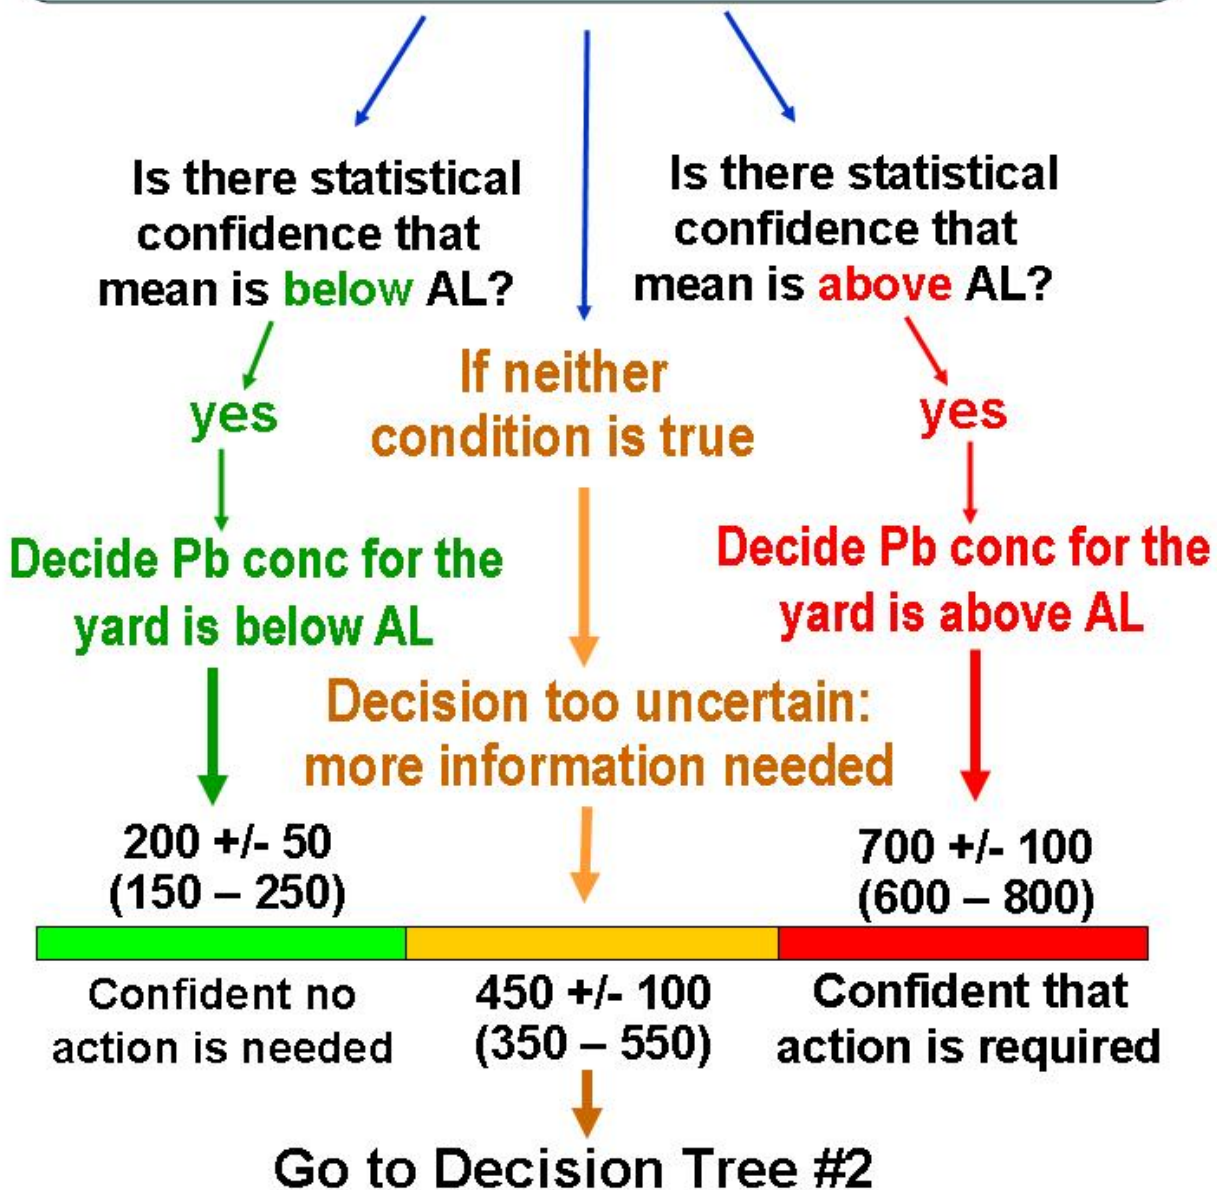 Is there statistical
confidence that
mean is below AL?
Is there statistical
confidence that
mean is above AL?
If neither
condition is true
yes
yes
Decide Pb conc for the
yard is below AL
Decide Pb conc for the
yard is above AL
Decision too uncertain:
more information needed
200 +/- 50
(150 – 250)
700 +/- 100
(600 – 800)
Confident no
action is needed
450 +/- 100
(350 – 550)
Confident that
action is required
Go to Decision Tree #2